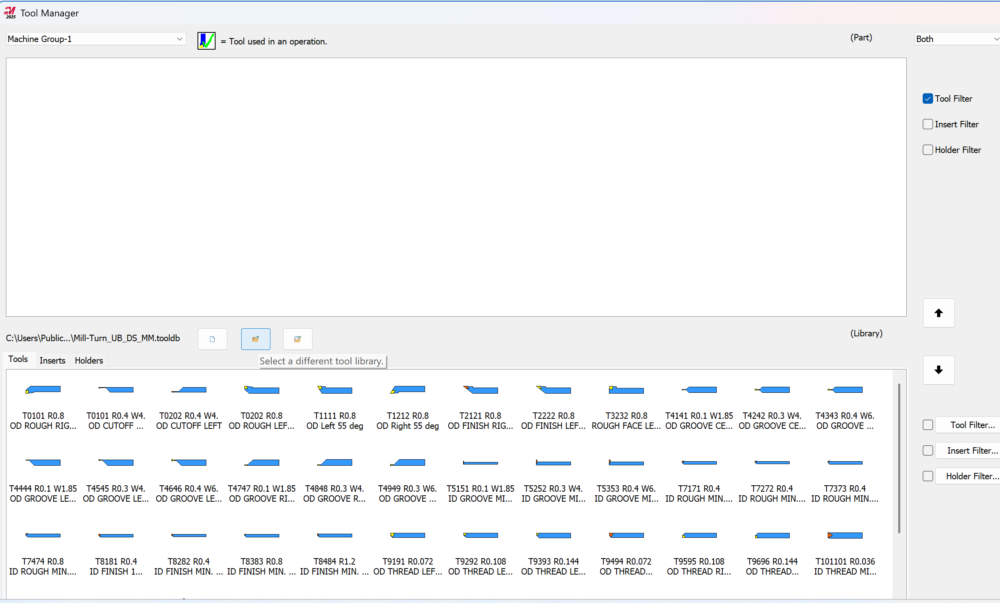 2025 Tool Manager
Machine Group-1
= Tool used in an operation.
(Part)
Both
Tool Filter
Insert Filter
Holder Filter
C:\Users\Public...\Mill-Turn_UB_DS_MM.tooldb
(Library)
Tools Inserts Holders
Select a different tool library.
T0101 R0.8
OD ROUGH RIG...
T0101 R0.4 W4.
OD CUTOFF ...
T0202 R0.4 W4.
OD CUTOFF LEFT
T0202 R0.8
OD ROUGH LEF...
T1111 R0.8
OD Left 55 deg
T1212 R0.8
OD Right 55 deg
T2121 R0.8
OD FINISH RIG...
T2222 R0.8
OD FINISH LEF...
T3232 R0.8
ROUGH FACE LE...
T4141 R0.1 W1.85
OD GROOVE CE...
T4242 R0.3 W4.
OD GROOVE CE...
T4343 R0.4 W6.
OD GROOVE ...
T4444 R0.1 W1.85
OD GROOVE LE...
T4545 R0.3 W4.
OD GROOVE LE...
T4646 R0.4 W6.
OD GROOVE LE...
T4747 R0.1 W1.85
OD GROOVE RI...
T4848 R0.3 W4.
OD GROOVE R...
T4949 R0.3 W6.
OD GROOVE ...
T5151 R0.1 W1.85
ID GROOVE MI...
T5252 R0.3 W4.
ID GROOVE MI...
T5353 R0.4 W6.
ID GROOVE MI...
T7171 R0.4
ID ROUGH MIN....
T7272 R0.4
ID ROUGH MIN....
T7373 R0.4
ID ROUGH MIN....
T7474 R0.8
ID ROUGH MIN....
T8181 R0.4
ID FINISH 1...
T8282 R0.4
ID FINISH MIN. ...
T8383 R0.8
ID FINISH MIN. ...
T8484 R1.2
ID FINISH MIN. ...
T9191 R0.072
OD THREAD LEF...
T9292 R0.108
OD THREAD LE...
T9393 R0.144
OD THREAD LE...
T9494 R0.072
OD THREAD...
T9595 R0.108
OD THREAD RI...
T9696 R0.144
OD THREAD...
T101101 R0.036
ID THREAD MI...
Tool Filter...
Insert Filter...
Holder Filter...